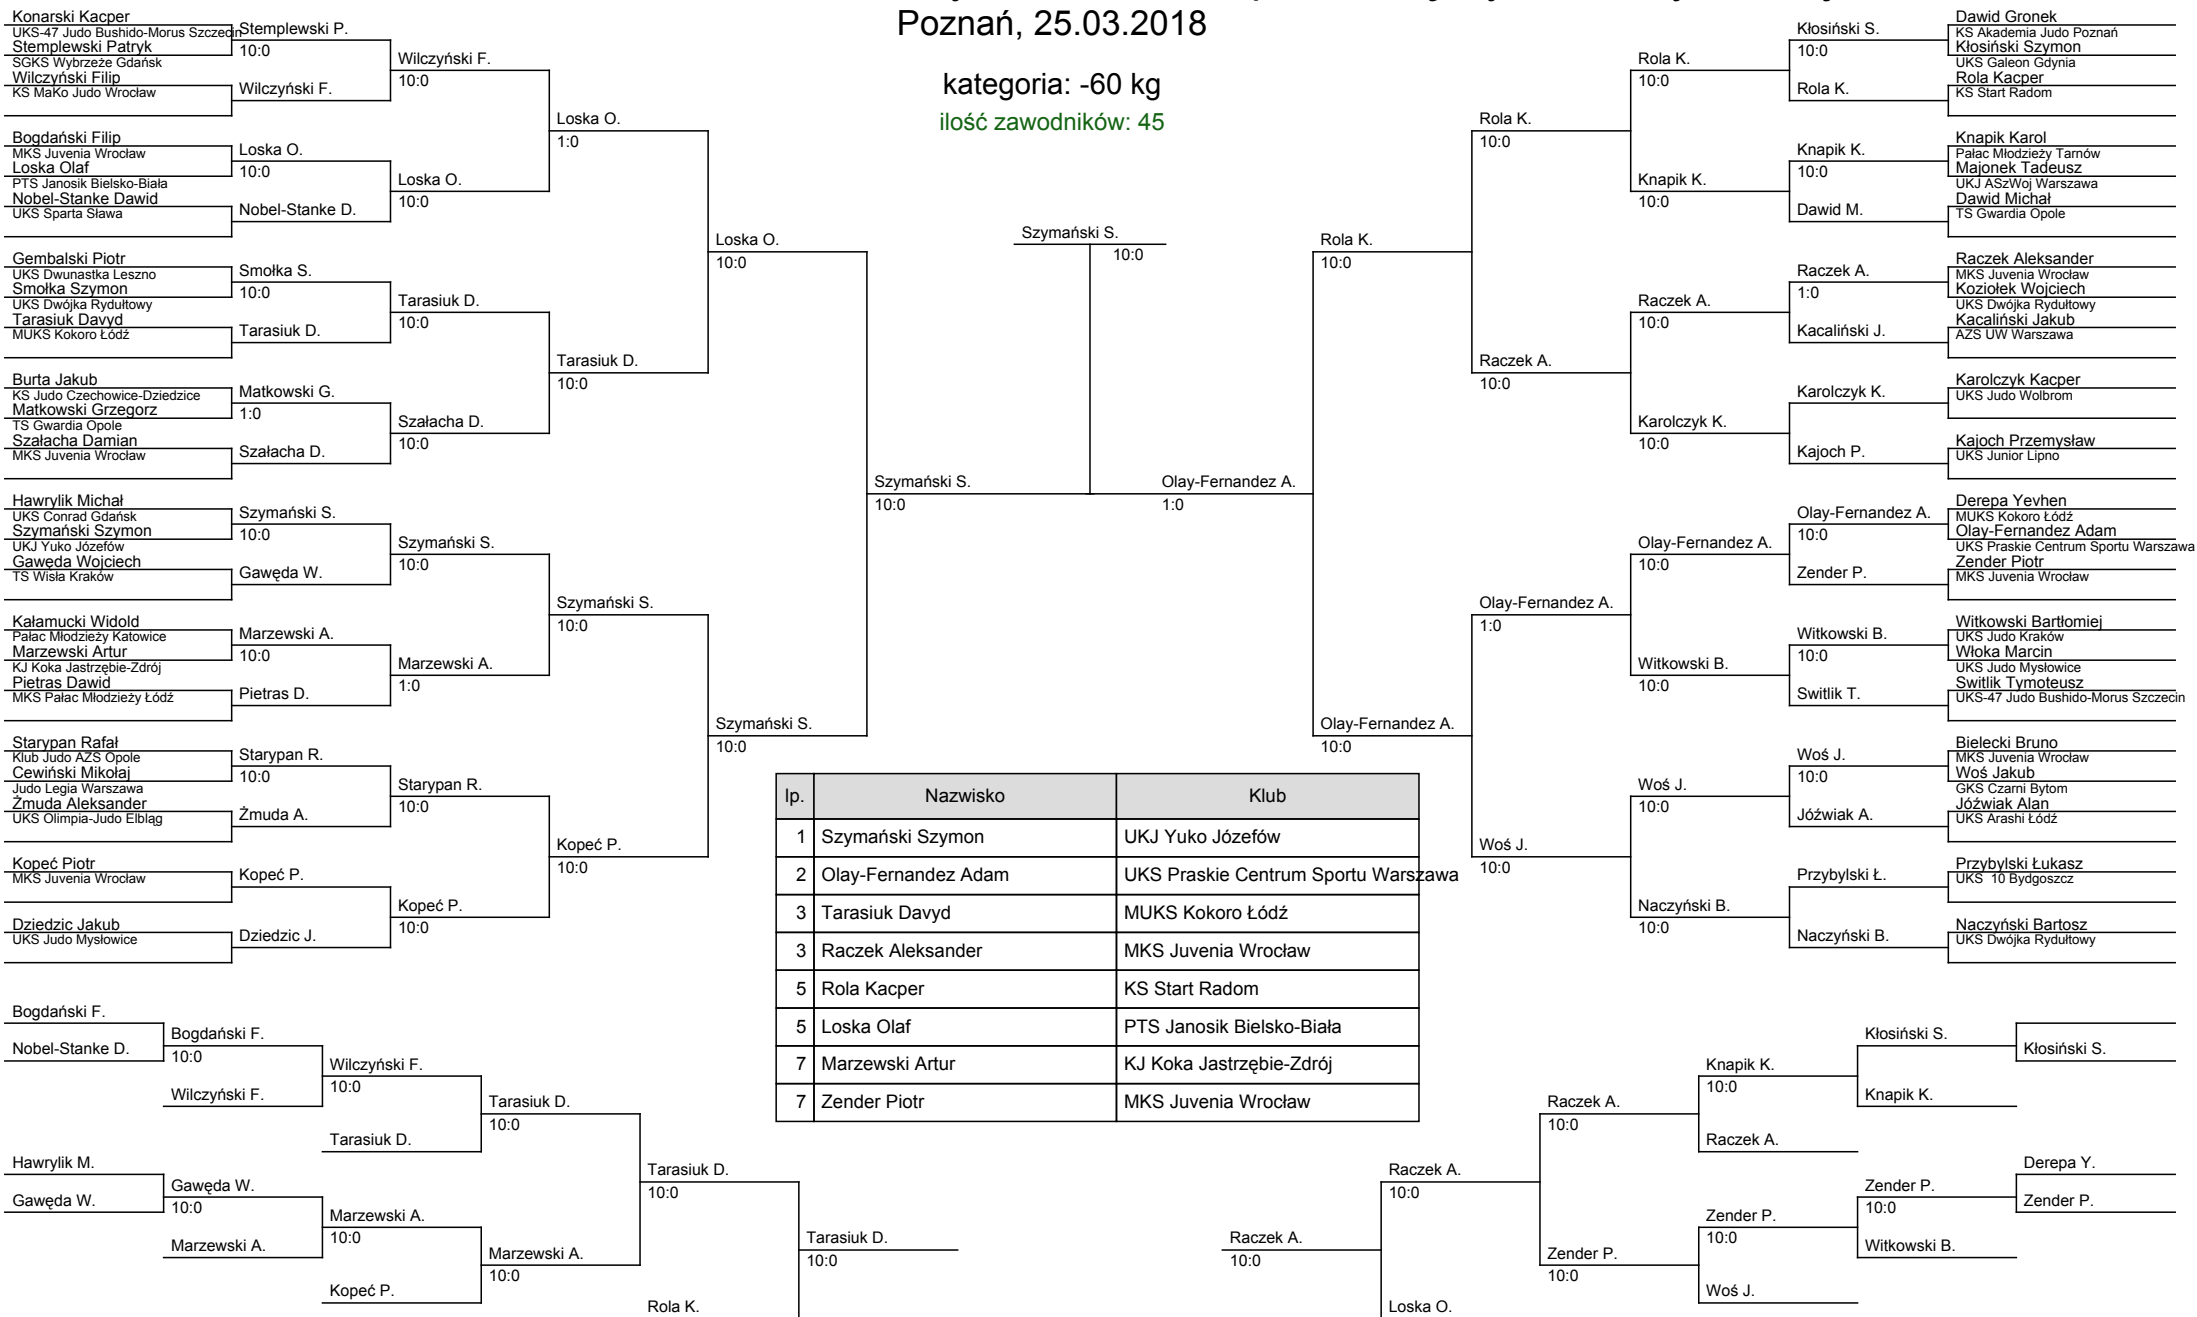 Poznań, 25.03.2018
kategoria: -60 kg
ilość zawodników: 45
Konarski Kacper
UKS-47 Judo Bushido-Morus Szczecin
Stemplewski Patryk
SGKS Wybrzeże Gdańsk
Wilczyński Filip
KS MaKo Judo Wrocław
Bogdański Filip
MKS Juvenia Wrocław
Loska Olaf
PTS Janosik Bielsko-Biała
Nobel-Stanke Dawid
UKS Sparta Sława
Gembalski Piotr
UKS Dwunastka Leszno
Smołka Szymon
UKS Dwójka Rydułtowy
Tarasiuk Davyd
MUKS Kokoro Łódź
Burta Jakub
KS Judo Czechowice-Dziedzice
Matkowski Grzegorz
TS Gwardia Opole
Szałacha Damian
MKS Juvenia Wrocław
Hawrylik Michał
UKS Conrad Gdańsk
Szymański Szymon
UKJ Yuko Józefów
Gawęda Wojciech
TS Wisła Kraków
Kałamucki Widold
Pałac Młodzieży Katowice
Marzewski Artur
KJ Koka Jastrzębie-Zdrój
Pietras Dawid
MKS Pałac Młodzieży Łódź
Starypan Rafał
Klub Judo AZS Opole
Cewiński Mikołaj
Judo Legia Warszawa
Żmuda Aleksander
UKS Olimpia-Judo Elbląg
Kopeć Piotr
MKS Juvenia Wrocław
Dziedzic Jakub
UKS Judo Mysłowice
Stemplewski P.
10:0
Wilczyński F.
Loska O.
10:0
Nobel-Stanke D.
Smołka S.
10:0
Tarasiuk D.
Matkowski G.
1:0
Szałacha D.
Szymański S.
10:0
Gawęda W.
Marzewski A.
10:0
Pietras D.
Starypan R.
10:0
Żmuda A.
Kopeć P.
Dziedzic J.
Wilczyński F.
10:0
Loska O.
10:0
Tarasiuk D.
10:0
Szałacha D.
10:0
Szymański S.
10:0
Marzewski A.
1:0
Starypan R.
10:0
Kopeć P.
10:0
Loska O.
1:0
Tarasiuk D.
10:0
Szymański S.
10:0
Kopeć P.
10:0
Loska O.
10:0
Szymański S.
10:0
Szymański S.
10:0
Szymański S.
10:0
Olay-Fernandez A.
1:0
Rola K.
10:0
Olay-Fernandez A.
10:0
Rola K.
10:0
Raczek A.
10:0
Olay-Fernandez A.
1:0
Woś J.
10:0
Rola K.
10:0
Knapik K.
10:0
Raczek A.
10:0
Karolczyk K.
10:0
Olay-Fernandez A.
10:0
Witkowski B.
10:0
Woś J.
10:0
Naczyński B.
10:0
Kłosiński S.
10:0
Rola K.
Knapik K.
10:0
Dawid M.
Raczek A.
1:0
Kacaliński J.
Karolczyk K.
Kajoch P.
Olay-Fernandez A.
10:0
Zender P.
Witkowski B.
10:0
Switlik T.
Woś J.
10:0
Jóźwiak A.
Przybylski Ł.
Naczyński B.
Dawid Gronek
KS Akademia Judo Poznań
Kłosiński Szymon
UKS Galeon Gdynia
Rola Kacper
KS Start Radom
Knapik Karol
Pałac Młodzieży Tarnów
Majonek Tadeusz
UKJ ASzWoj Warszawa
Dawid Michał
TS Gwardia Opole
Raczek Aleksander
MKS Juvenia Wrocław
Koziołek Wojciech
UKS Dwójka Rydułtowy
Kacaliński Jakub
AZS UW Warszawa
Karolczyk Kacper
UKS Judo Wolbrom
Kajoch Przemysław
UKS Junior Lipno
Derepa Yevhen
MUKS Kokoro Łódź
Olay-Fernandez Adam
UKS Praskie Centrum Sportu Warszawa
Zender Piotr
MKS Juvenia Wrocław
Witkowski Bartłomiej
UKS Judo Kraków
Włoka Marcin
UKS Judo Mysłowice
Switlik Tymoteusz
UKS-47 Judo Bushido-Morus Szczecin
Bielecki Bruno
MKS Juvenia Wrocław
Woś Jakub
GKS Czarni Bytom
Jóźwiak Alan
UKS Arashi Łódź
Przybylski Łukasz
UKS 10 Bydgoszcz
Naczyński Bartosz
UKS Dwójka Rydułtowy
lp. Nazwisko Klub
1 Szymański Szymon UKJ Yuko Józefów
2 Olay-Fernandez Adam UKS Praskie Centrum Sportu Warszawa
3 Tarasiuk Davyd MUKS Kokoro Łódź
3 Raczek Aleksander MKS Juvenia Wrocław
5 Rola Kacper KS Start Radom
5 Loska Olaf PTS Janosik Bielsko-Biała
7 Marzewski Artur KJ Koka Jastrzębie-Zdrój
7 Zender Piotr MKS Juvenia Wrocław
Bogdański F.
Nobel-Stanke D.
Hawrylik M.
Gawęda W.
Bogdański F.
10:0
Wilczyński F.
Gawęda W.
10:0
Marzewski A.
Wilczyński F.
10:0
Tarasiuk D.
Marzewski A.
10:0
Kopeć P.
Tarasiuk D.
10:0
Marzewski A.
10:0
Tarasiuk D.
10:0
Rola K.
Tarasiuk D.
10:0
Raczek A.
10:0
Raczek A.
10:0
Loska O.
Raczek A.
10:0
Zender P.
10:0
Knapik K.
10:0
Raczek A.
Zender P.
10:0
Woś J.
Kłosiński S.
Knapik K.
Zender P.
10:0
Witkowski B.
Kłosiński S.
Derepa Y.
Zender P.